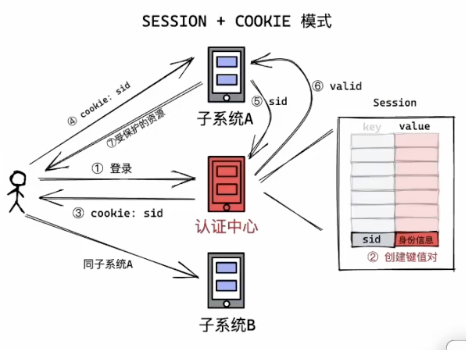 SESSION + COOKIE 模式
④ cookie: sid
⑦受保护的资源
子系统A
⑤ sid
⑥ valid
Session
key value
① 登录
③ cookie: sid
认证中心
sid 身份信息
② 创建键值对
同子系统A
子系统B